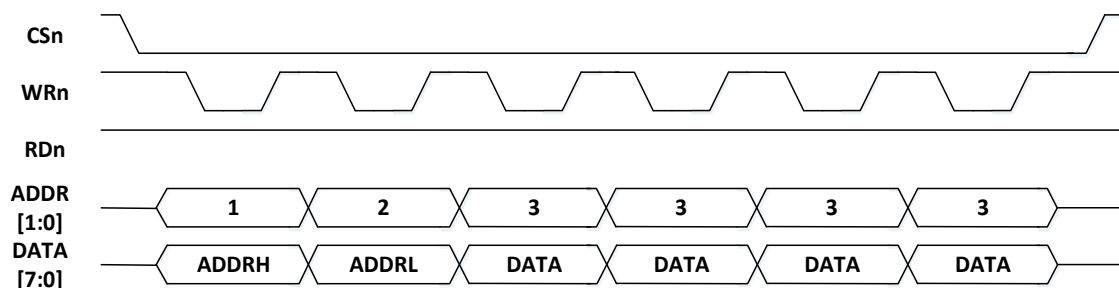 CSn
WRn
RDn
ADDR
[1:0]
1 2 3 3 3 3
DATA
[7:0]
ADDRH ADDRL DATA DATA DATA DATA